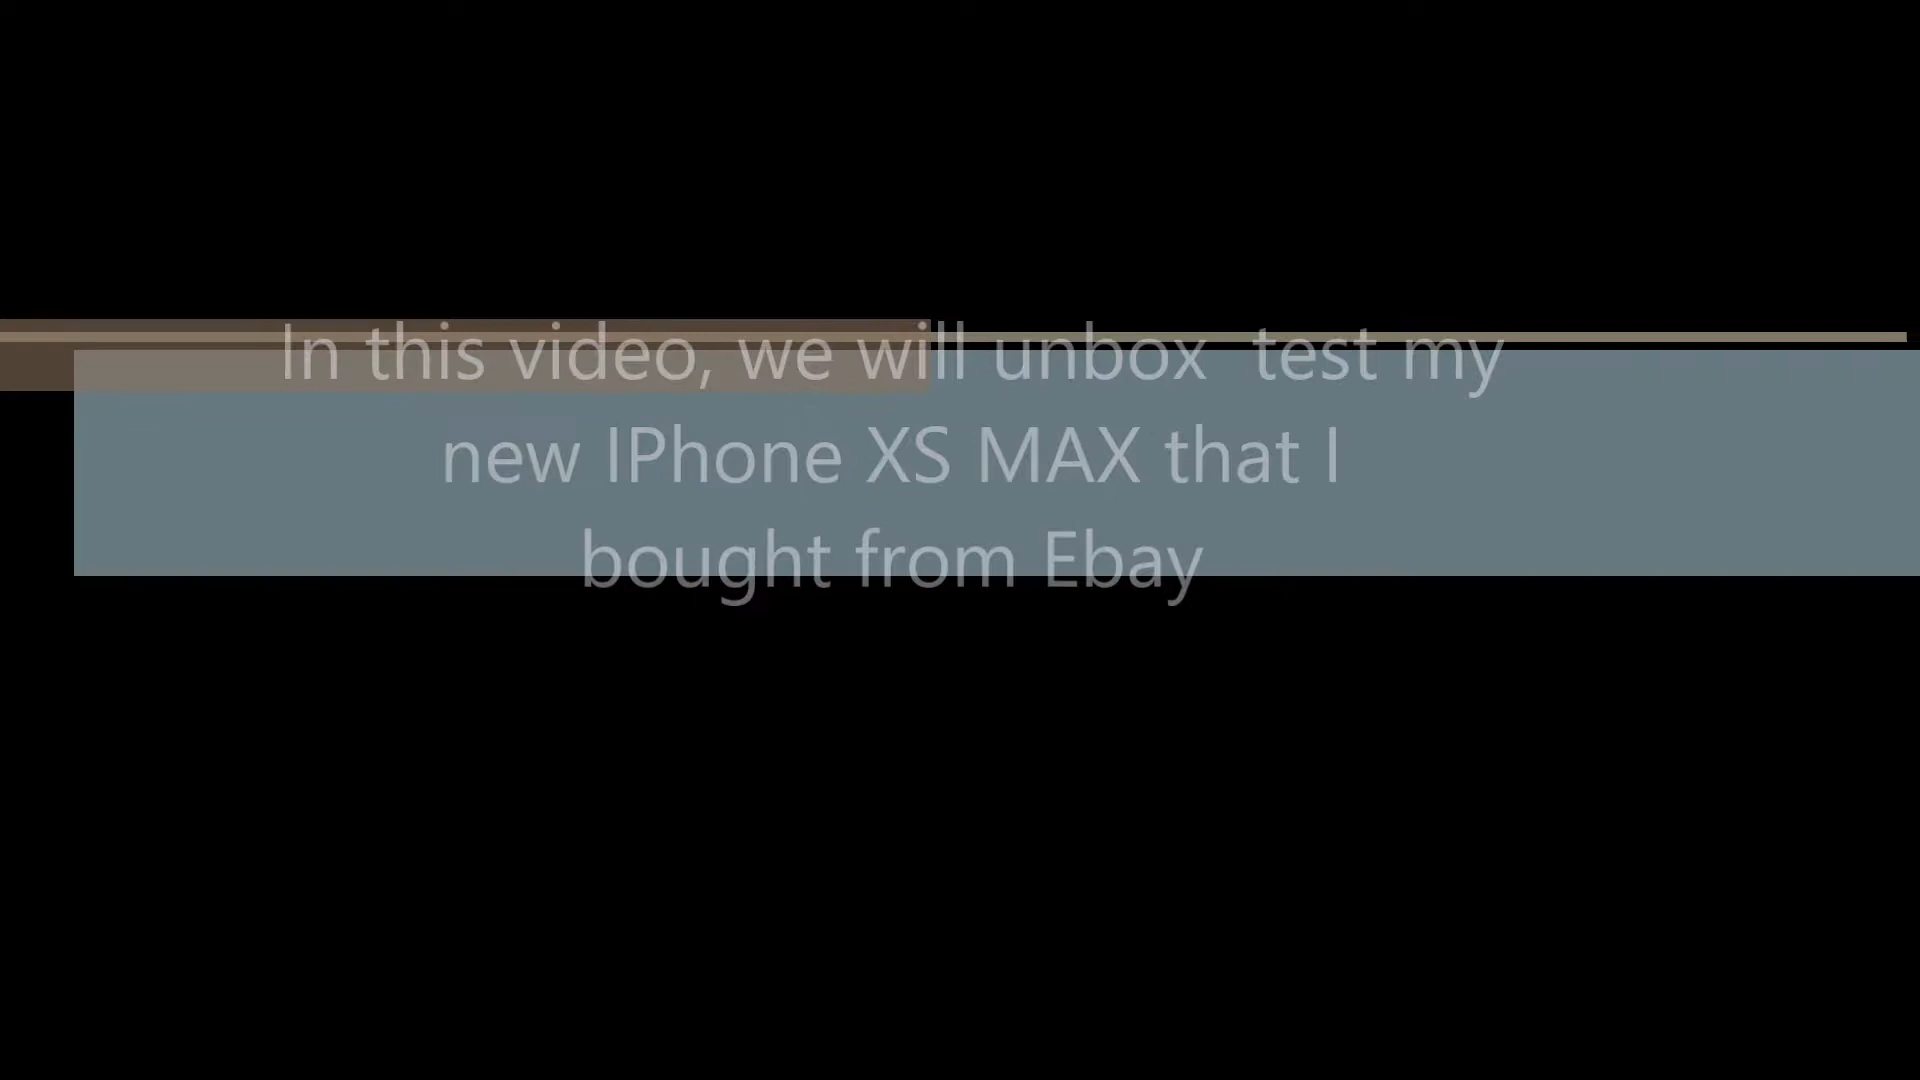 In this video, we will unbox  test my
new IPhone XS MAX that I
bought from Ebay